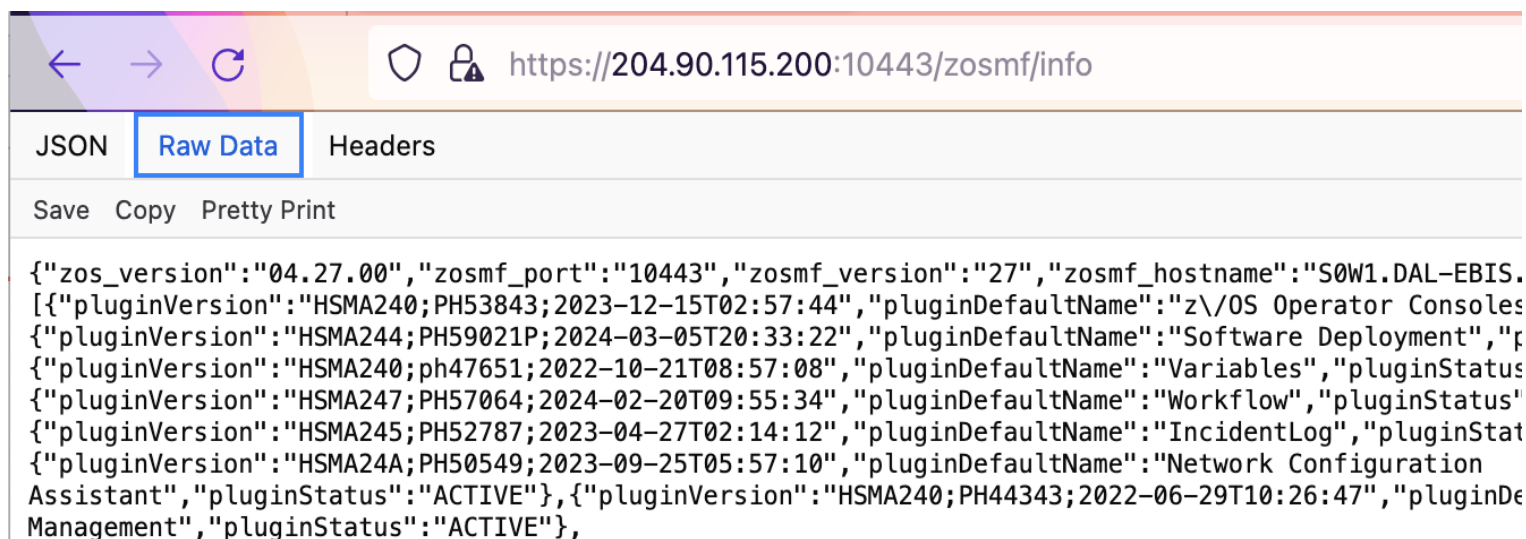 https://204.90.115.200:10443/zosmf/info
JSON Raw Data Headers
Save Copy Pretty Print
{"zos_version":"04.27.00","zosmf_port":"10443","zosmf_version":"27","zosmf_hostname":"S0W1.DAL-EBIS.
[{"pluginVersion":"HSMA240;PH53843;2023-12-15T02:57:44","pluginDefaultName":"z\/OS Operator Consoles
{"pluginVersion":"HSMA244;PH59021P;2024-03-05T20:33:22","pluginDefaultName":"Software Deployment","p
{"pluginVersion":"HSMA240;ph47651;2022-10-21T08:57:08","pluginDefaultName":"Variables","pluginStatus
{"pluginVersion":"HSMA247;PH57064;2024-02-20T09:55:34","pluginDefaultName":"Workflow","pluginStatus"
{"pluginVersion":"HSMA245;PH52787;2023-04-27T02:14:12","pluginDefaultName":"IncidentLog","pluginStat
{"pluginVersion":"HSMA24A;PH50549;2023-09-25T05:57:10","pluginDefaultName":"Network Configuration
Assistant","pluginStatus":"ACTIVE"},{"pluginVersion":"HSMA240;PH44343;2022-06-29T10:26:47","pluginDe
Management","pluginStatus":"ACTIVE"},